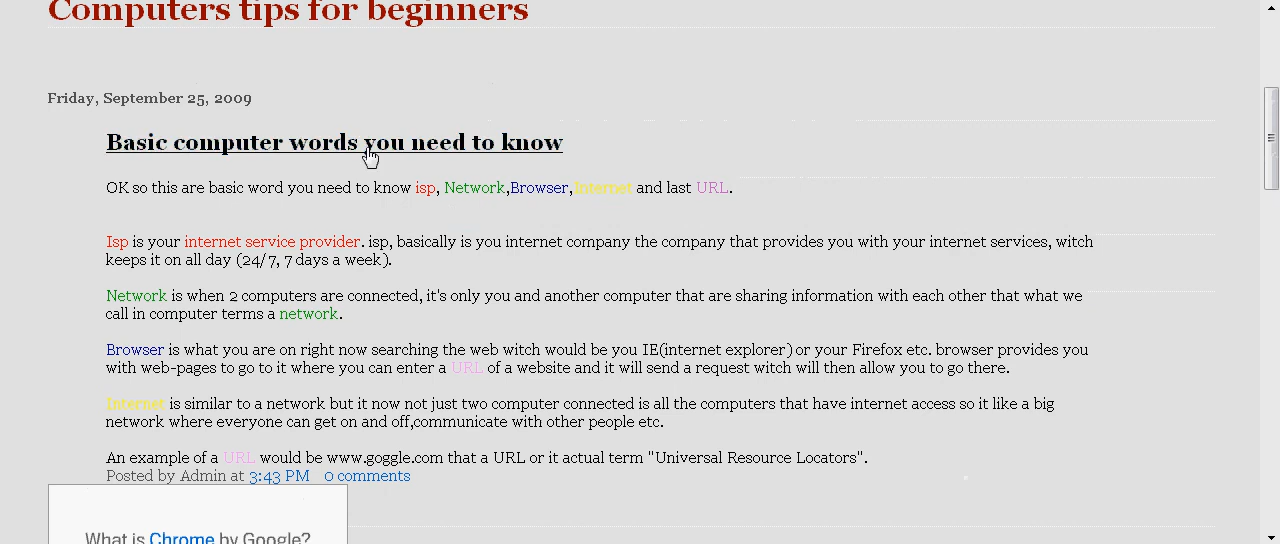 Computers tips for beginners
Friday, September 25, 2009
Basic computer words you need to know
OK so this are basic word you need to know isp, Network,Browser,Internet and last URL.
Isp is your internet service provider. isp, basically is you internet company the company that provides you with your internet services, witch
keeps it on all day (24/7, 7 days a week).
Network is when 2 computers are connected, it's only you and another computer that are sharing information with each other that what we
call in computer terms a network.
Browser is what you are on right now searching the web witch would be you IE(internet explorer) or your Firefox etc. browser provides you
with web-pages to go to it where you can enter a URL of a website and it will send a request witch will then allow you to go there.
Internet is similar to a network but it now not just two computer connected is all the computers that have internet access so it like a big
network where everyone can get on and off,communicate with other people etc.
An example of a URL would be www.goggle.com that a URL or it actual term "Universal Resource Locators".
Posted by Admin at 3:43 PM 0 comments
What is Chrome by Google?